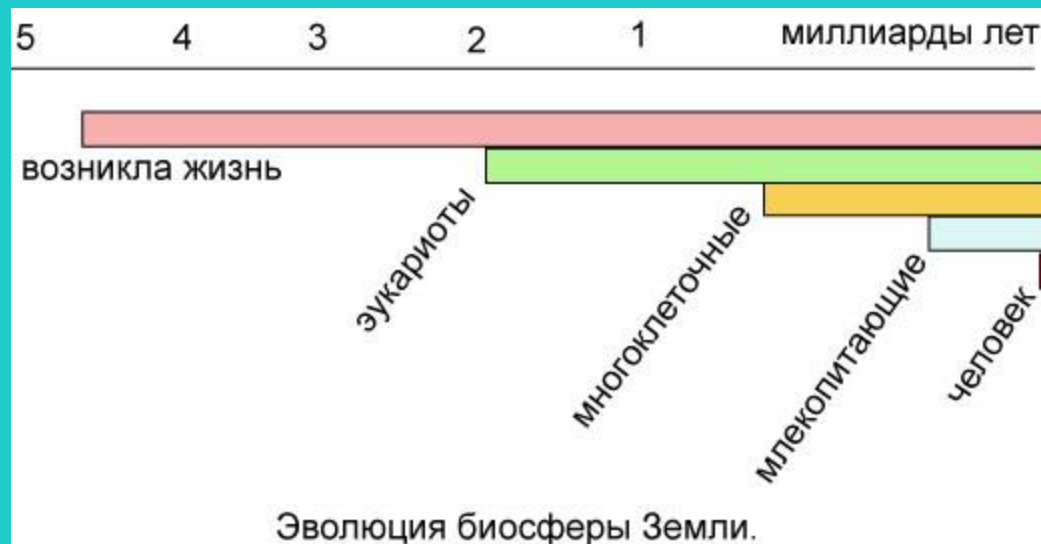 5 4 3 2 1 миллиарды лет
возникла жизнь
эукариоты
многоклеточные
млекопитающие
человек
Эволюция биосферы Земли.